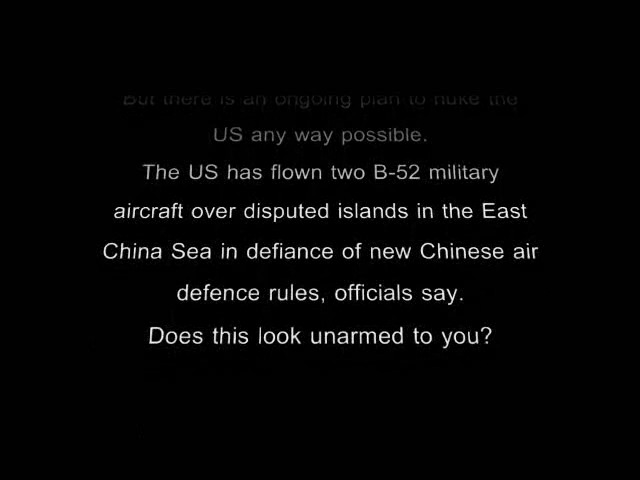 But there is an ongoing plan to nuke the
US any way possible.
The US has flown two B-52 military
aircraft over disputed islands in the East
China Sea in defiance of new Chinese air
defence rules, officials say.
Does this look unarmed to you?